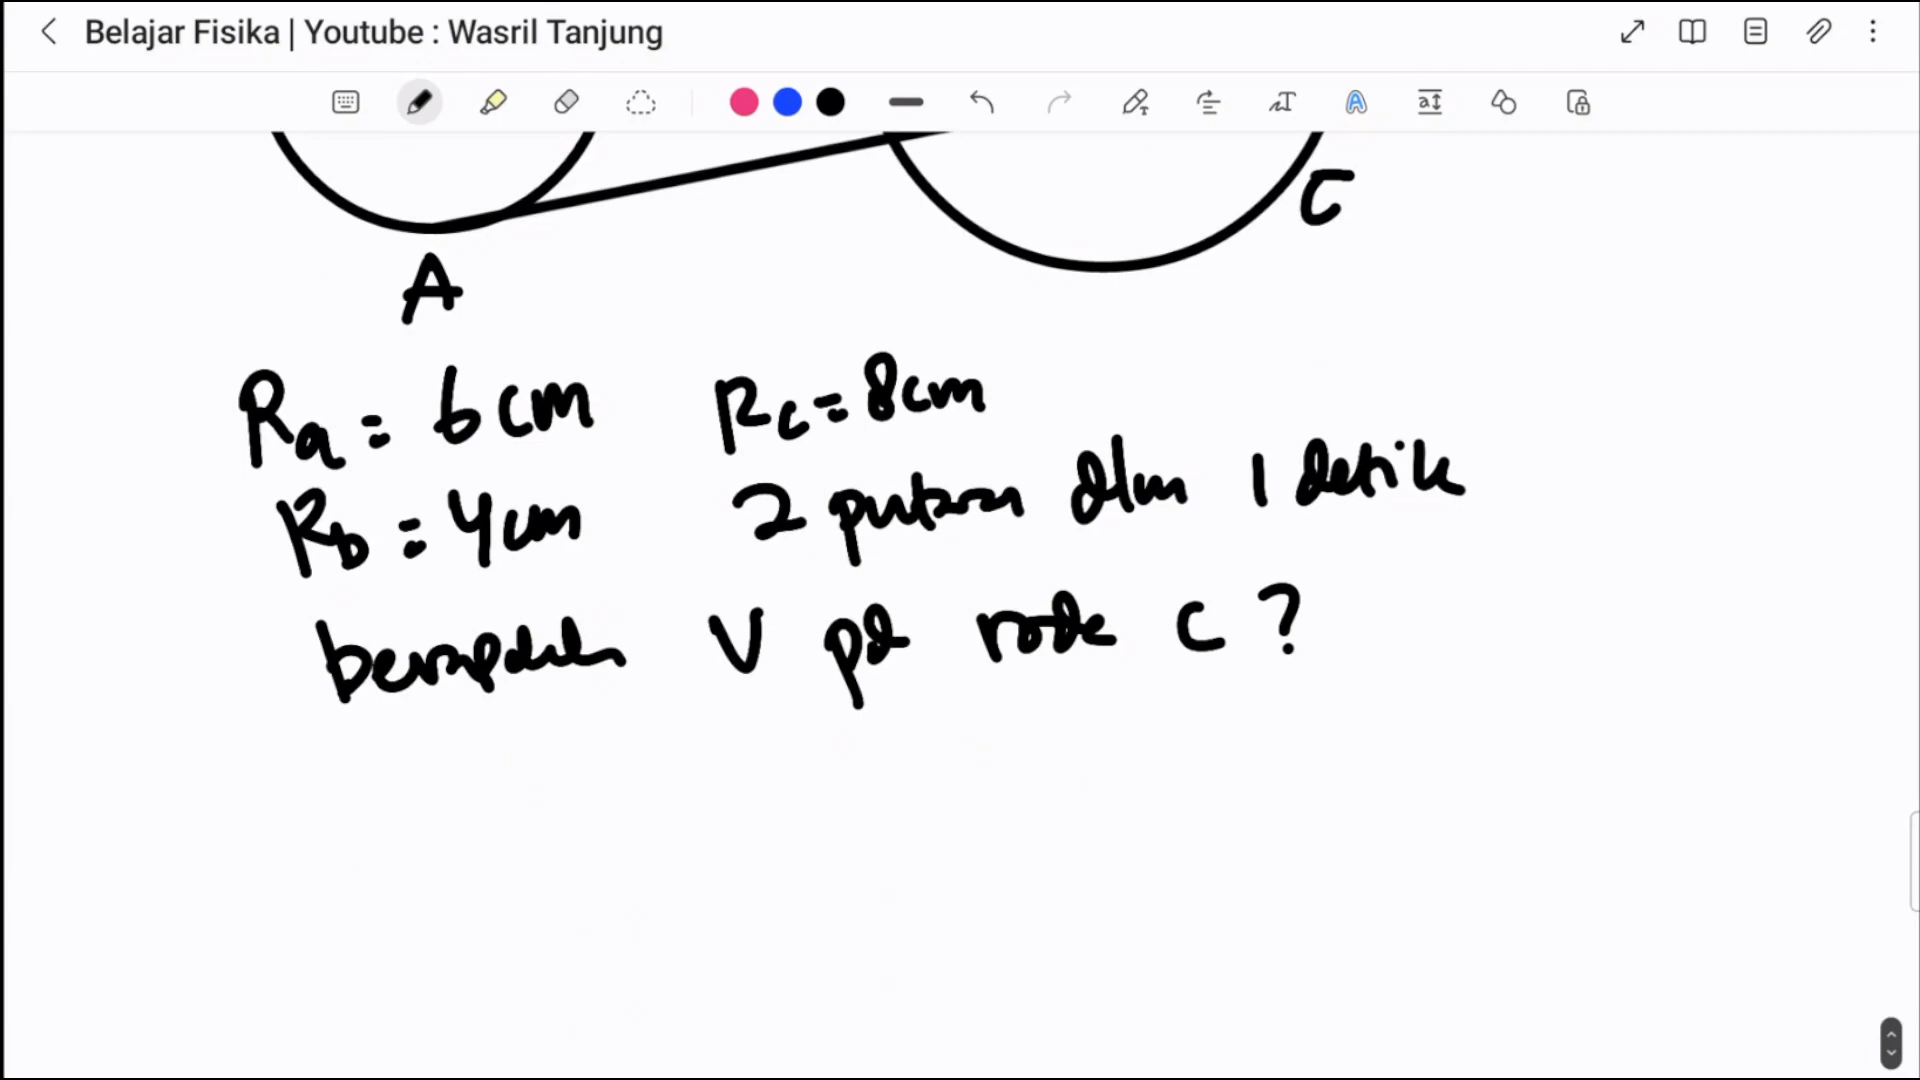 Belajar Fisika | Youtube : Wasril Tanjung
C
A
Ra = 6 cm Rc = 8 cm
Rb = 4 cm 2 putaran dlm 1 detik
berapakah V pd roda C ?